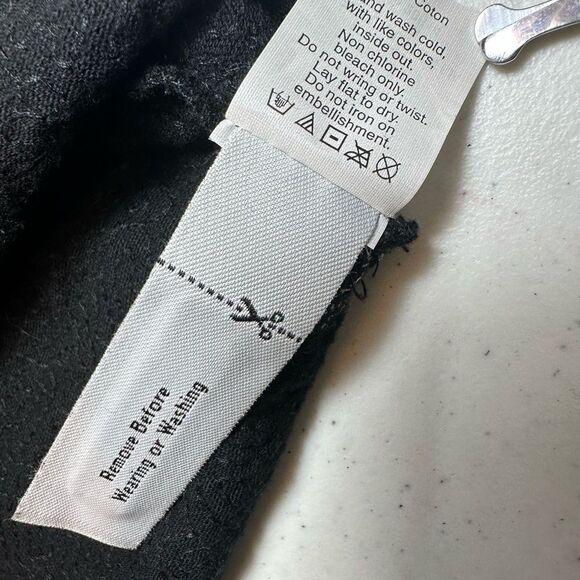 Coton
and wash cold,
with like colors,
inside out.
Non chlorine
bleach only.
Do not wring or twist.
Lay flat to dry.
Do not iron on
embellishment.
Remove Before
Wearing or Washing